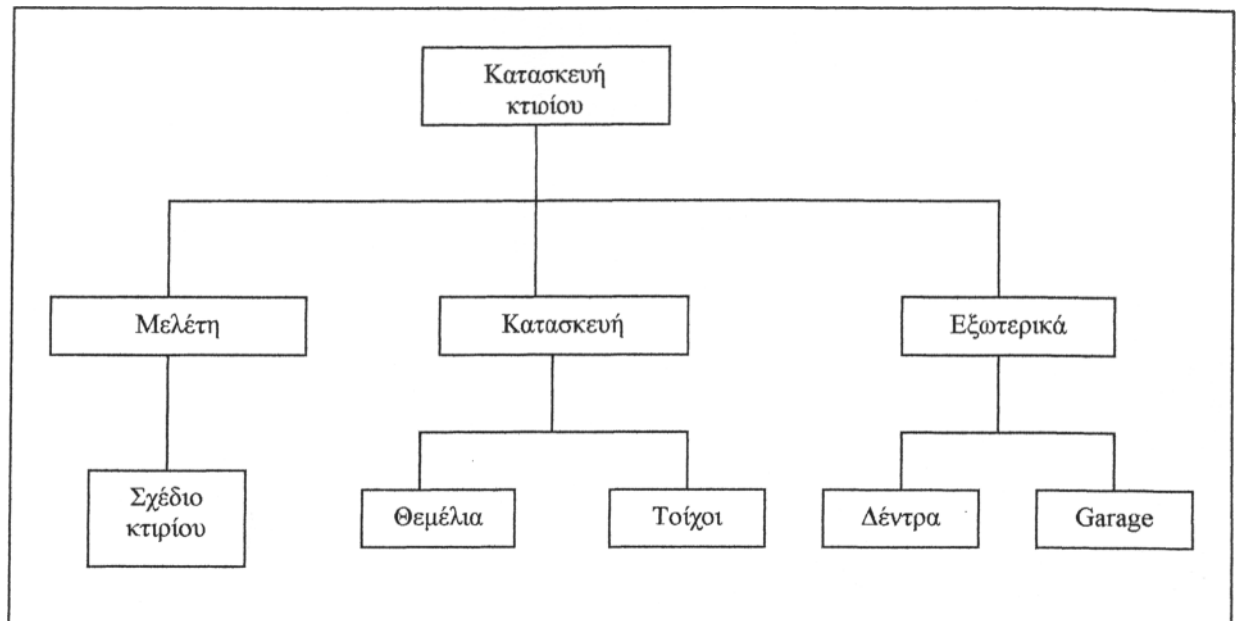 Κατασκευή
κτιρίου
Μελέτη
Κατασκευή
Εξωτερικά
Σχέδιο
κτιρίου
Θεμέλια
Τοίχοι
Δέντρα
Garage